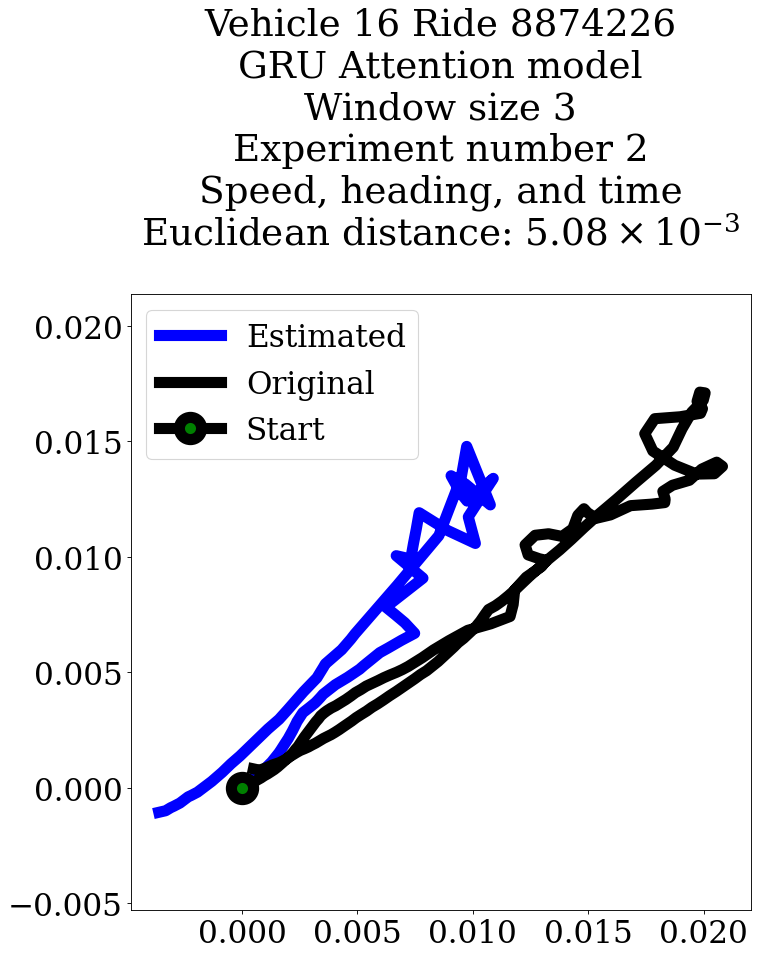 Vehicle 16 Ride 8874226
GRU Attention model
Window size 3
Experiment number 2
Speed, heading, and time
Euclidean distance: 5.08 × 10⁻³
Estimated
Original
Start
0.020
0.015
0.010
0.005
0.000
−0.005
0.000 0.005 0.010 0.015 0.020